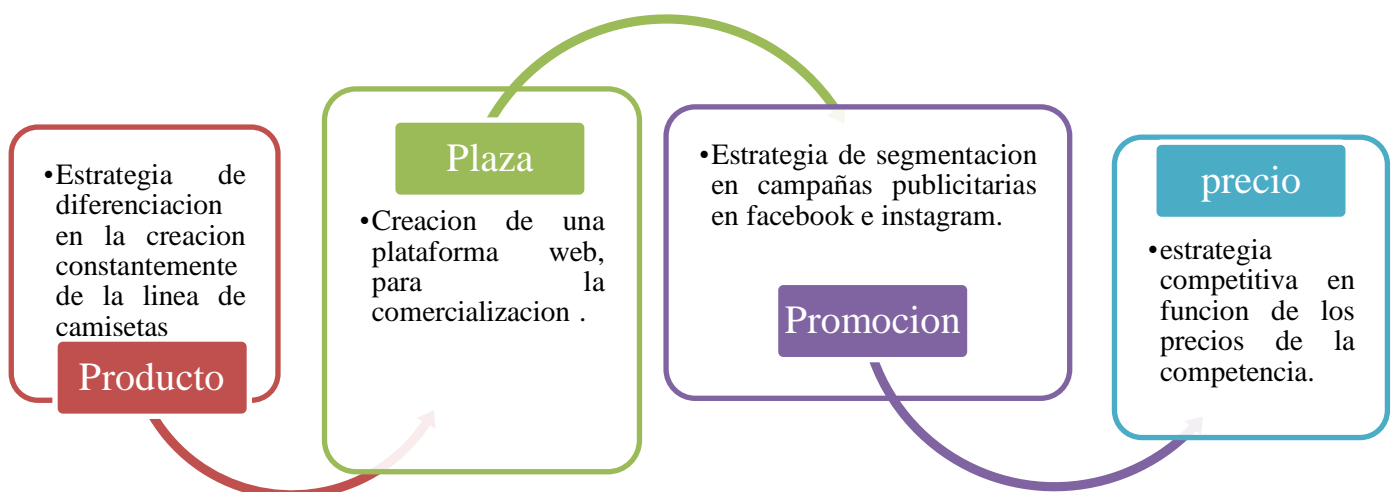 •Estrategia de
diferenciacion
en la creacion
constantemente
de la linea de
camisetas
Producto
Plaza
•Creacion de una
plataforma web,
para la
comercializacion .
•Estrategia de segmentacion
en campañas publicitarias
en facebook e instagram.
Promocion
precio
•estrategia
competitiva en
funcion de los
precios de la
competencia.